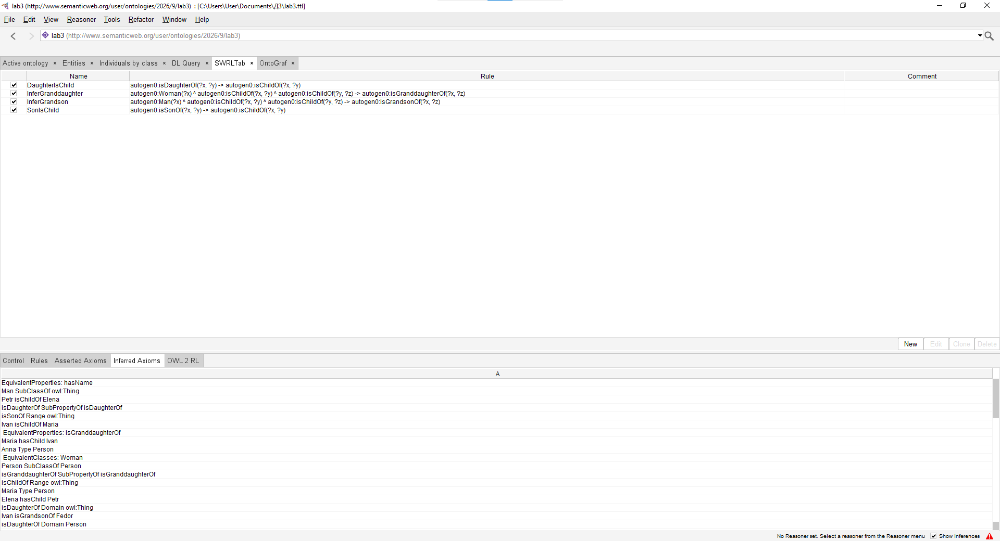 lab3 (http://www.semanticweb.org/user/ontologies/2026/9/lab3) : [C:\Users\User\Documents\ДЗ\lab3.ttl]
File Edit View Reasoner Tools Refactor Window Help
lab3 (http://www.semanticweb.org/user/ontologies/2026/9/lab3)
Active ontology × Entities × Individuals by class × DL Query × SWRLTab × OntoGraf ×
Name Rule Comment
DaughterIsChild autogen0:isDaughterOf(?x, ?y) -> autogen0:isChildOf(?x, ?y)
InferGranddaughter autogen0:Woman(?x) ^ autogen0:isChildOf(?x, ?y) ^ autogen0:isChildOf(?y, ?z) -> autogen0:isGranddaughterOf(?x, ?z)
InferGrandson autogen0:Man(?x) ^ autogen0:isChildOf(?x, ?y) ^ autogen0:isChildOf(?y, ?z) -> autogen0:isGrandsonOf(?x, ?z)
SonIsChild autogen0:isSonOf(?x, ?y) -> autogen0:isChildOf(?x, ?y)
New Edit Clone Delete
Control Rules Asserted Axioms Inferred Axioms OWL 2 RL
A
EquivalentProperties: hasName
Man SubClassOf owl:Thing
Petr isChildOf Elena
isDaughterOf SubPropertyOf isDaughterOf
isSonOf Range owl:Thing
Ivan isChildOf Maria
EquivalentProperties: isGranddaughterOf
Maria hasChild Ivan
Anna Type Person
EquivalentClasses: Woman
Person SubClassOf Person
isGranddaughterOf SubPropertyOf isGranddaughterOf
isChildOf Range owl:Thing
Maria Type Person
Elena hasChild Petr
isDaughterOf Domain owl:Thing
Ivan isGrandsonOf Fedor
isDaughterOf Domain Person
No Reasoner set. Select a reasoner from the Reasoner menu Show Inferences